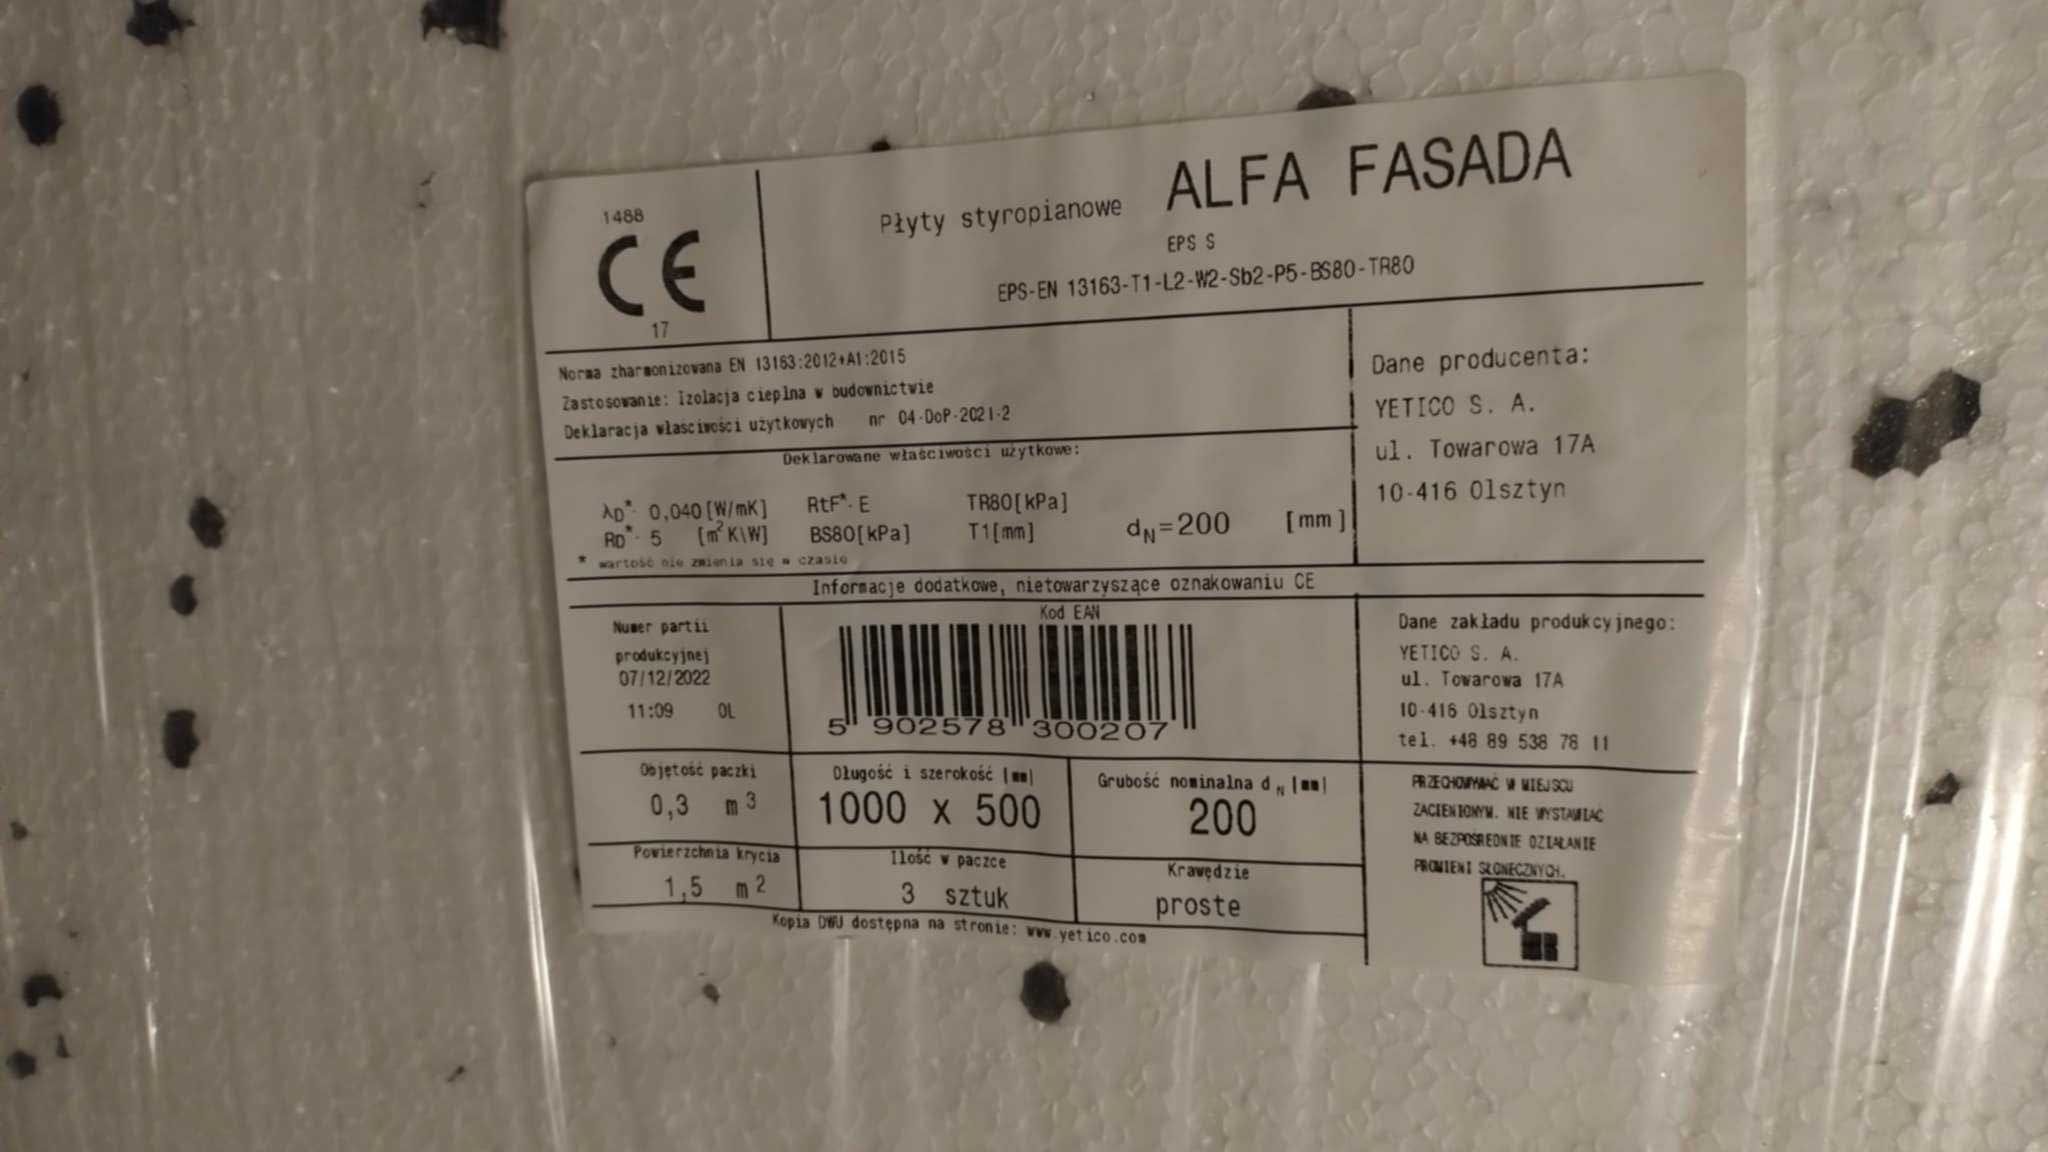 1488
CE
17
Płyty styropianowe ALFA FASADA
EPS S
EPS-EN 13163-T1-L2-W2-Sb2-P5-BS80-TR80
Norma zharmonizowana EN 13163:2012+A1:2015
Zastosowanie: Izolacja cieplna w budownictwie
Deklaracja właściwości użytkowych nr 04-DoP-2021-2
Dane producenta:
YETICO S. A.
ul. Towarowa 17A
10-416 Olsztyn
Deklarowane właściwości użytkowe:
λD*- 0,040 [W/mK] RtF*- E TR80[kPa]
RD*- 5 [m²K\W] BS80[kPa] T1[mm] dN=200 [mm]
* wartość nie zmienia się w czasie
Informacje dodatkowe, nietowarzyszące oznakowaniu CE
Numer partii
produkcyjnej
07/12/2022
11:09 OL
Kod EAN
5 902578 300207
Dane zakładu produkcyjnego:
YETICO S. A.
ul. Towarowa 17A
10-416 Olsztyn
tel. +48 89 538 78 11
Objętość paczki
0,3 m3
Długość i szerokość [mm]
1000 x 500
Grubość nominalna dN [mm]
200
Powierzchnia krycia
1,5 m2
Ilość w paczce
3 sztuk
Krawędzie
proste
PRZECHOWYWAĆ W MIEJSCU
ZACIENIONYM. NIE WYSTAWIAĆ
NA BEZPOŚREDNIE DZIAŁANIE
PROMIENI SŁONECZNYCH.
Kopia DWU dostępna na stronie: www.yetico.com